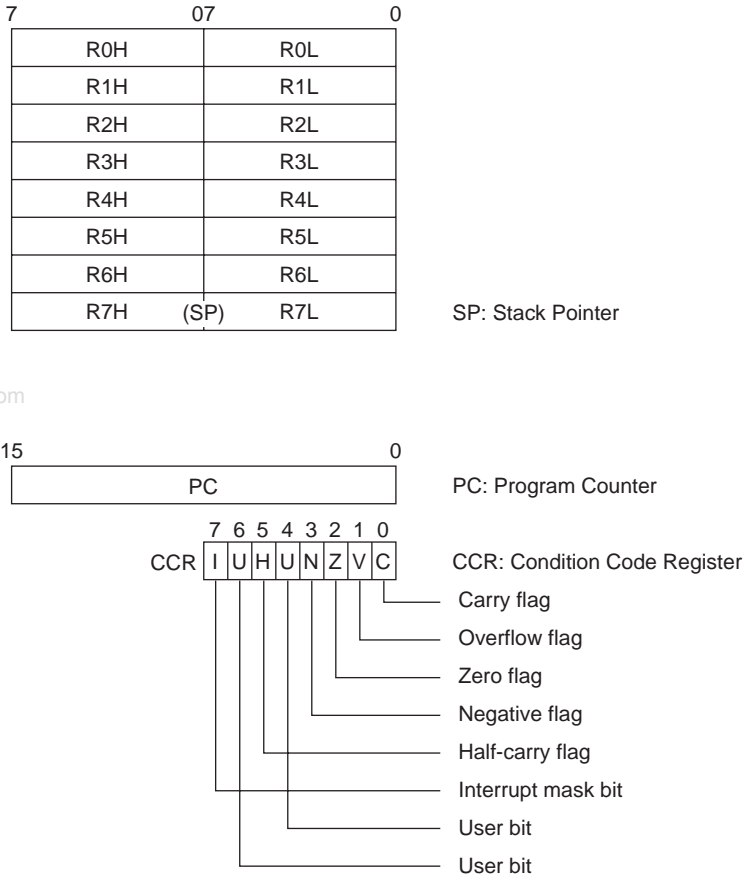 7 07 0
R0H R0L
R1H R1L
R2H R2L
R3H R3L
R4H R4L
R5H R5L
R6H R6L
R7H (SP) R7L SP: Stack Pointer
om
15 0
PC PC: Program Counter
7 6 5 4 3 2 1 0
CCR I U H U N Z V C CCR: Condition Code Register
Carry flag
Overflow flag
Zero flag
Negative flag
Half-carry flag
Interrupt mask bit
User bit
User bit